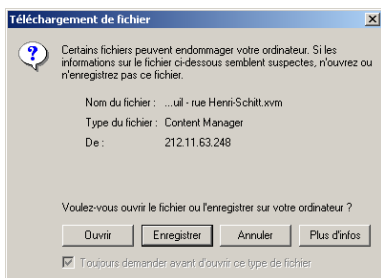 Téléchargement de fichier
Certains fichiers peuvent endommager votre ordinateur. Si les
informations sur le fichier ci-dessous semblent suspectes, n'ouvrez ou
n'enregistrez pas ce fichier.
Nom du fichier : ...uil - rue Henri-Schitt.xvm
Type du fichier : Content Manager
De : 212.11.63.248
Voulez-vous ouvrir le fichier ou l'enregistrer sur votre ordinateur ?
Ouvrir Enregistrer Annuler Plus d'infos
Toujours demander avant d'ouvrir ce type de fichier